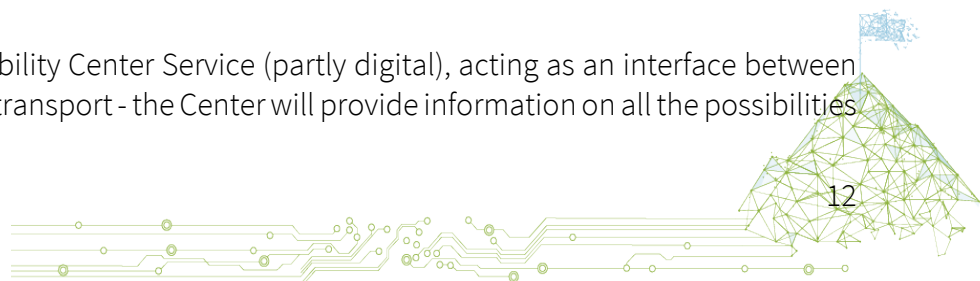 bility Center Service (partly digital), acting as an interface between
transport - the Center will provide information on all the possibilities
12